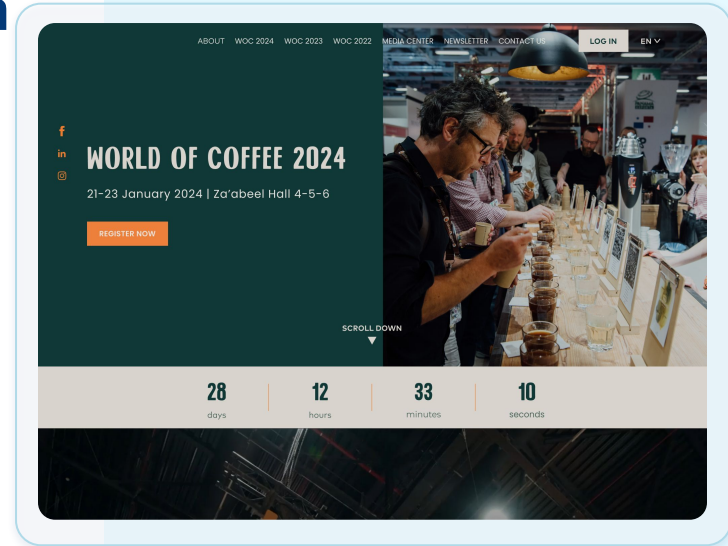 ABOUT WOC 2024 WOC 2023 WOC 2022 MEDIA CENTER NEWSLETTER CONTACT US LOG IN EN
f
in
WORLD OF COFFEE 2024
21-23 January 2024 | Za'abeel Hall 4-5-6
REGISTER NOW
SCROLL DOWN
28 12 33 10
days hours minutes seconds